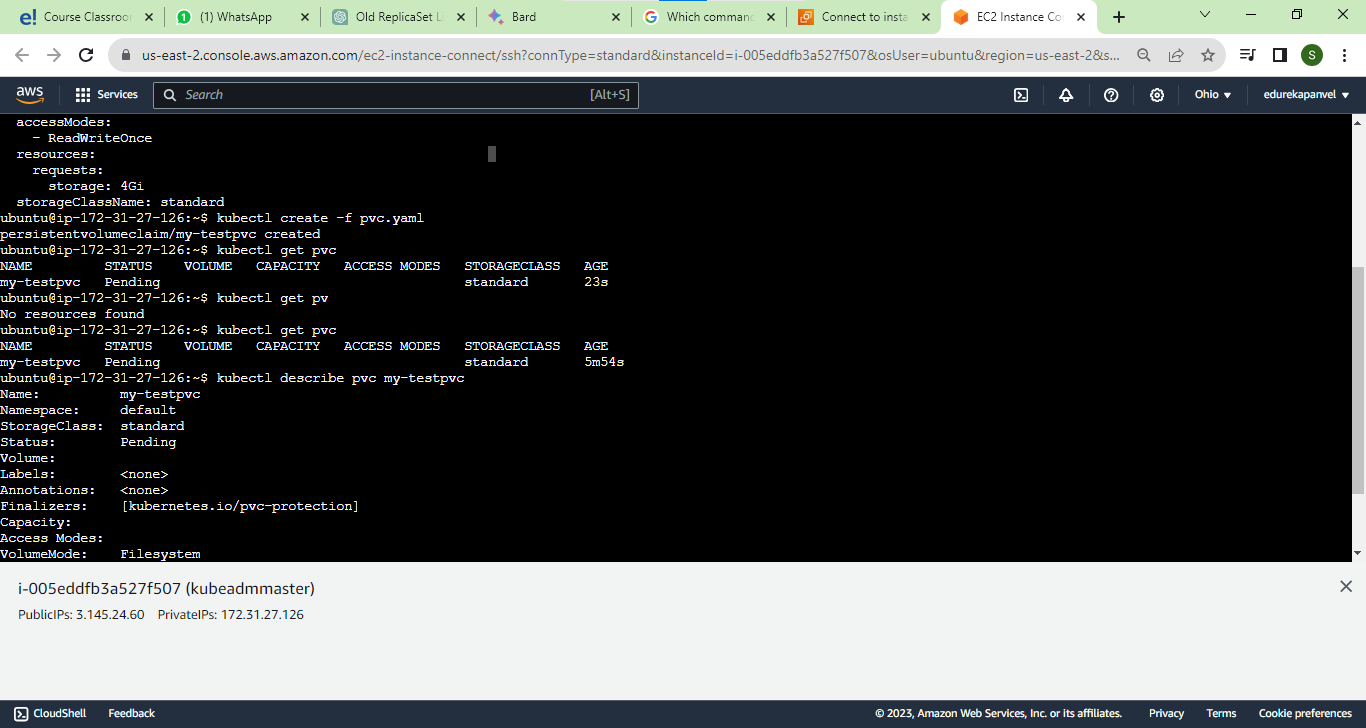 e! Course Classroo
(1) WhatsApp
Old ReplicaSet Li
Bard
Which comman
Connect to insta
EC2 Instance Co
us-east-2.console.aws.amazon.com/ec2-instance-connect/ssh?connType=standard&instanceId=i-005eddfb3a527f507&osUser=ubuntu&region=us-east-2&s...
S
aws
Services
Search
[Alt+S]
Ohio
edurekapanvel
accessModes:
- ReadWriteOnce
resources:
requests:
storage: 4Gi
storageClassName: standard
ubuntu@ip-172-31-27-126:~$ kubectl create -f pvc.yaml
persistentvolumeclaim/my-testpvc created
ubuntu@ip-172-31-27-126:~$ kubectl get pvc
NAME STATUS VOLUME CAPACITY ACCESS MODES STORAGECLASS AGE
my-testpvc Pending standard 23s
ubuntu@ip-172-31-27-126:~$ kubectl get pv
No resources found
ubuntu@ip-172-31-27-126:~$ kubectl get pvc
NAME STATUS VOLUME CAPACITY ACCESS MODES STORAGECLASS AGE
my-testpvc Pending standard 5m54s
ubuntu@ip-172-31-27-126:~$ kubectl describe pvc my-testpvc
Name: my-testpvc
Namespace: default
StorageClass: standard
Status: Pending
Volume:
Labels: <none>
Annotations: <none>
Finalizers: [kubernetes.io/pvc-protection]
Capacity:
Access Modes:
VolumeMode: Filesystem
i-005eddfb3a527f507 (kubeadmmaster)
PublicIPs: 3.145.24.60 PrivateIPs: 172.31.27.126
CloudShell
Feedback
© 2023, Amazon Web Services, Inc. or its affiliates.
Privacy
Terms
Cookie preferences